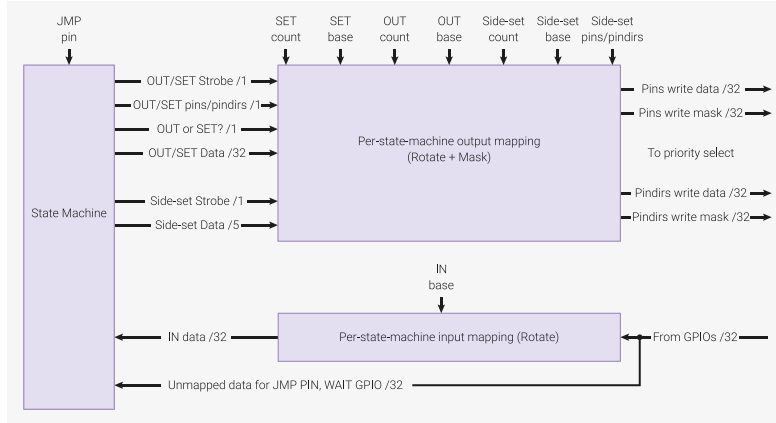 JMP
pin
SET
count
SET
base
OUT
count
OUT
base
Side-set
count
Side-set
base
Side-set
pins/pindirs
OUT/SET Strobe /1
OUT/SET pins/pindirs /1
OUT or SET? /1
OUT/SET Data /32
Side-set Strobe /1
Side-set Data /5
State Machine
Per-state-machine output mapping
(Rotate + Mask)
Pins write data /32
Pins write mask /32
To priority select
Pindirs write data /32
Pindirs write mask /32
IN
base
IN data /32
Per-state-machine input mapping (Rotate)
From GPIOs /32
Unmapped data for JMP PIN, WAIT GPIO /32